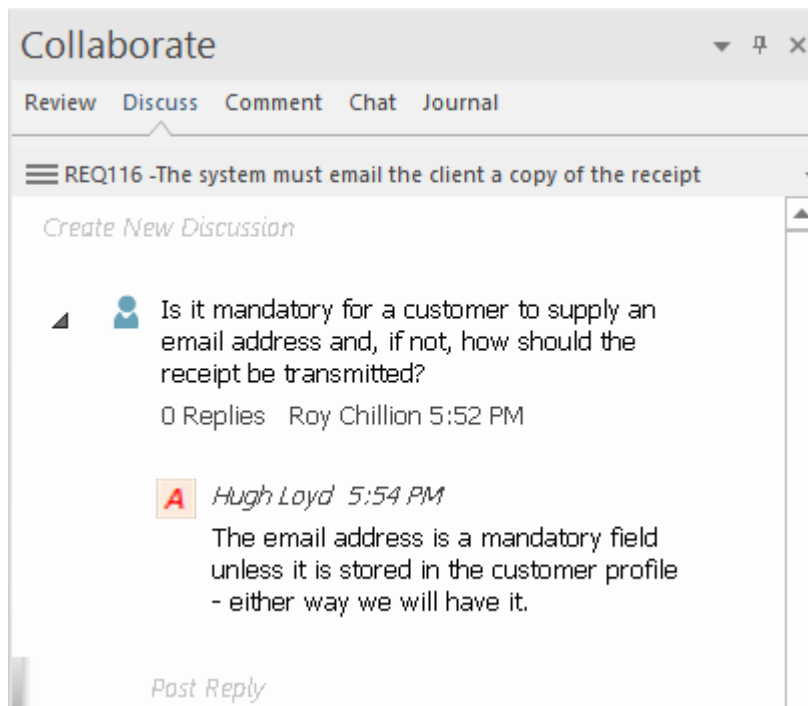 Collaborate
Review Discuss Comment Chat Journal
REQ116 -The system must email the client a copy of the receipt
Create New Discussion
Is it mandatory for a customer to supply an
email address and, if not, how should the
receipt be transmitted?
0 Replies Roy Chillion 5:52 PM
A Hugh Loyd 5:54 PM
The email address is a mandatory field
unless it is stored in the customer profile
- either way we will have it.
Post Reply